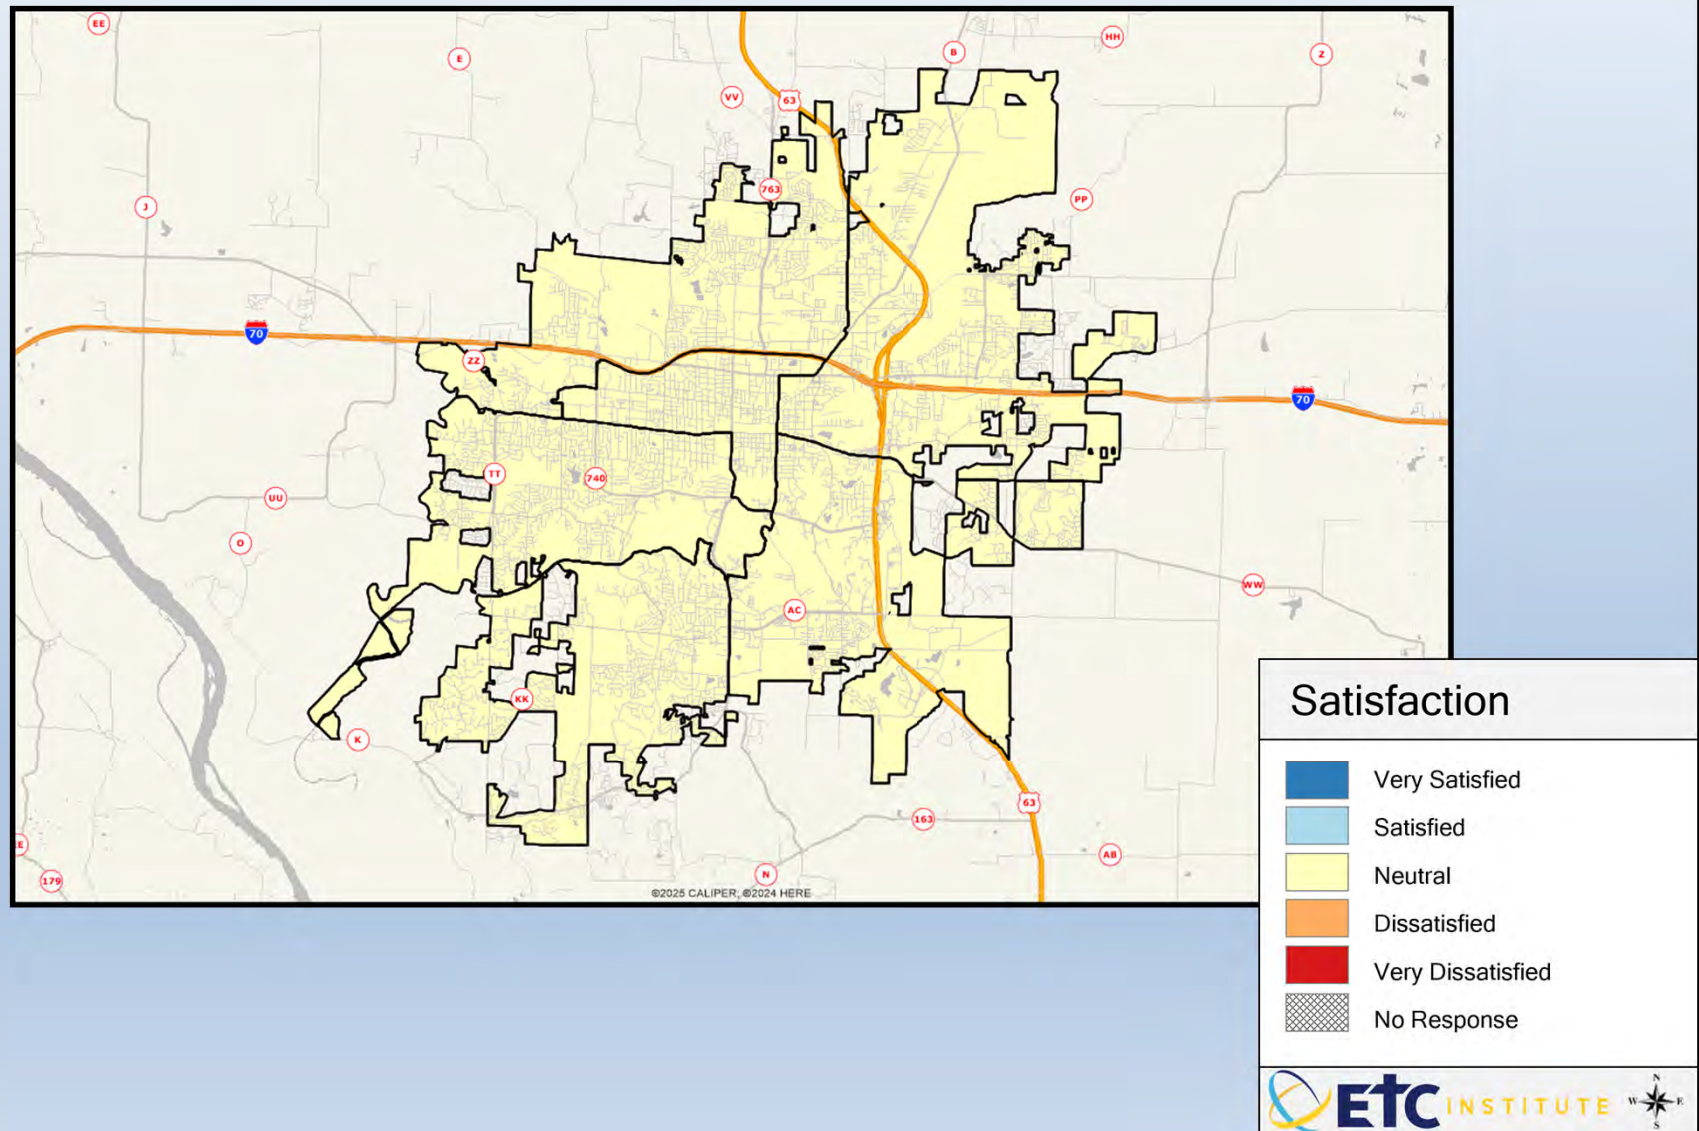 EE
E
B
HH
Z
VV
63
763
J
PP
70
ZZ
70
TT
740
UU
O
WW
AC
KK
K
63
163
AB
N
179
©2025 CALIPER; ©2024 HERE
Satisfaction
Very Satisfied
Satisfied
Neutral
Dissatisfied
Very Dissatisfied
No Response
ETC INSTITUTE
N
W E
S